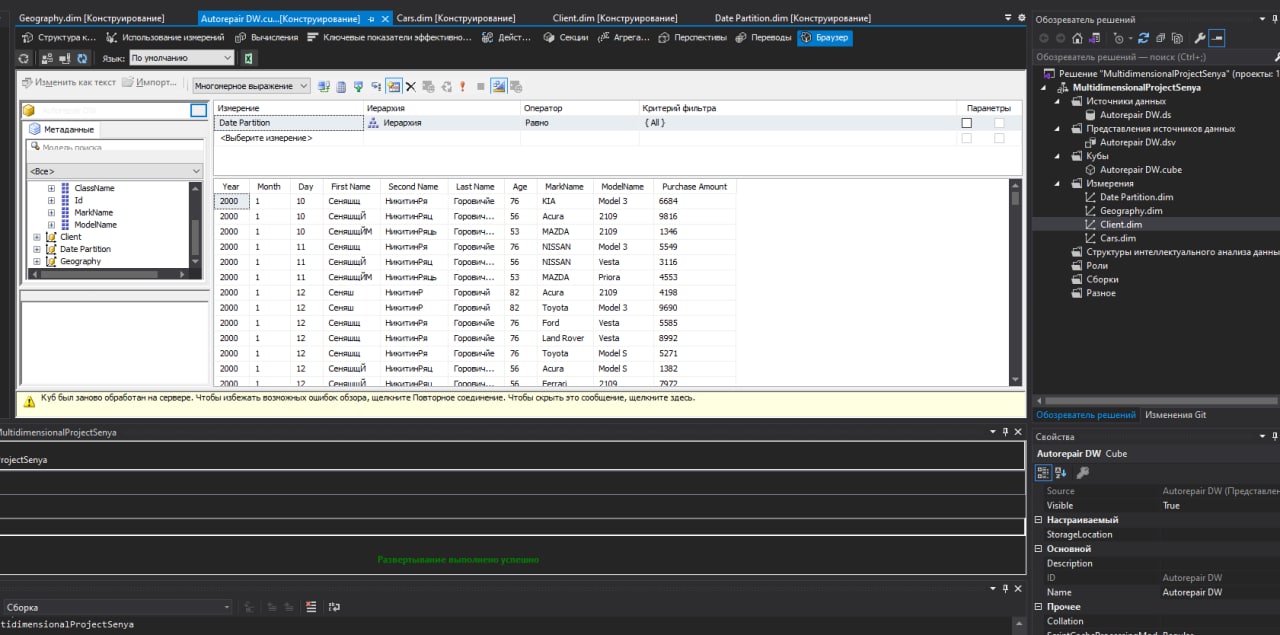 Geography.dim [Конструирование]
Autorepair DW.cu...[Конструирование]
Cars.dim [Конструирование]
Client.dim [Конструирование]
Date Partition.dim [Конструирование]
Структура к...
Использование измерений
Вычисления
Ключевые показатели эффективно...
Дейст...
Секции
Агрега...
Перспективы
Переводы
Браузер
Язык: По умолчанию
Изменить как текст
Импорт...
Многомерное выражение
Метаданные
Модель поиска
<Все>
ClassName
Id
MarkName
ModelName
Client
Date Partition
Geography
Измерение Иерархия Оператор Критерий фильтра Параметры
Date Partition Иерархия Равно { All }
<Выберите измерение>
Year Month Day First Name Second Name Last Name Age MarkName ModelName Purchase Amount
2000 1 10 Сеняшщ НикитинРя Горовичйе 76 KIA Model 3 6684
2000 1 10 СеняшщЙ НикитинРяц Горович... 56 Acura 2109 9816
2000 1 10 СеняшщЙМ НикитинРяць Горович... 53 MAZDA 2109 1346
2000 1 11 Сеняшщ НикитинРя Горовичйе 76 NISSAN Model 3 5549
2000 1 11 СеняшщЙ НикитинРяц Горович... 56 NISSAN Vesta 3116
2000 1 11 СеняшщЙМ НикитинРяць Горович... 53 MAZDA Priora 4553
2000 1 12 Сеняш НикитинР Горовичй 82 Acura 2109 4198
2000 1 12 Сеняш НикитинР Горовичй 82 Toyota Model 3 9690
2000 1 12 Сеняшщ НикитинРя Горовичйе 76 Ford Vesta 5585
2000 1 12 Сеняшщ НикитинРя Горовичйе 76 Land Rover Vesta 8992
2000 1 12 Сеняшщ НикитинРя Горовичйе 76 Toyota Model S 5271
2000 1 12 СеняшщЙ НикитинРяц Горович... 56 Acura Model S 1382
2000 1 12 СеняшщЙ НикитинРяц Горович... 56 Ferrari 2109 7972
Куб был заново обработан на сервере. Чтобы избежать возможных ошибок обзора, щелкните Повторное соединение. Чтобы скрыть это сообщение, щелкните здесь.
MultidimensionalProjectSenya
rojectSenya
Развертывание выполнено успешно
Сборка
tidimensionalProjectSenya
Обозреватель решений
Обозреватель решений — поиск (Ctrl+;)
Решение "MultidimensionalProjectSenya" (проекты: 1
MultidimensionalProjectSenya
Источники данных
Autorepair DW.ds
Представления источников данных
Autorepair DW.dsv
Кубы
Autorepair DW.cube
Измерения
Date Partition.dim
Geography.dim
Client.dim
Cars.dim
Структуры интеллектуального анализа данны
Роли
Сборки
Разное
Обозреватель решений Изменения Git
Свойства
Autorepair DW Cube
Source Autorepair DW (Представлен
Visible True
Настраиваемый
StorageLocation
Основной
Description
ID Autorepair DW
Name Autorepair DW
Прочее
Collation